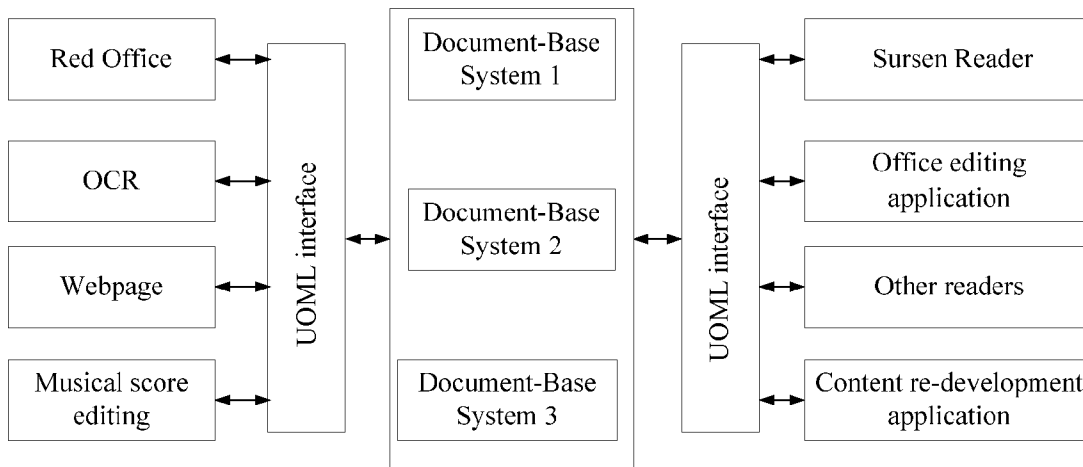 Red Office
OCR
Webpage
Musical score
editing
UOML interface
Document-Base
System 1
Document-Base
System 2
Document-Base
System 3
UOML interface
Sursen Reader
Office editing
application
Other readers
Content re-development
application